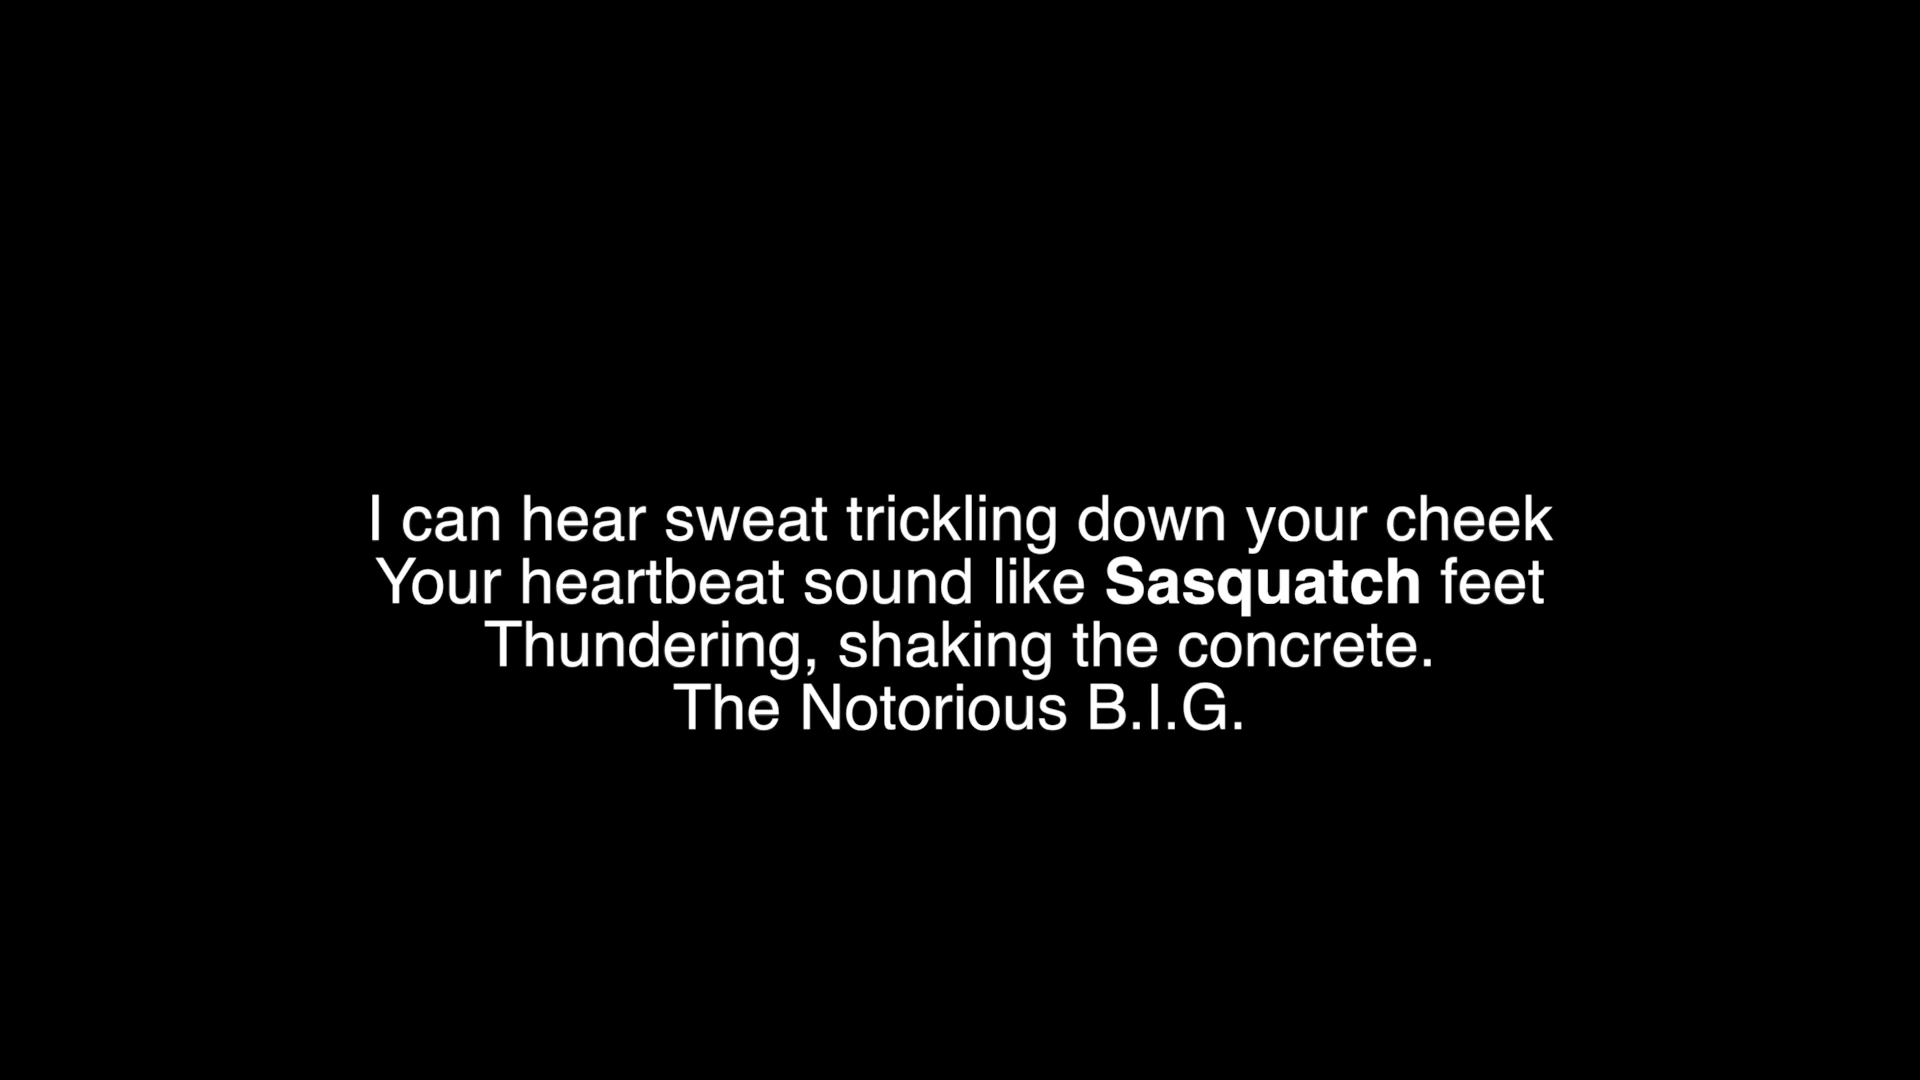 I can hear sweat trickling down your cheek
Your heartbeat sound like Sasquatch feet
Thundering, shaking the concrete.
The Notorious B.I.G.